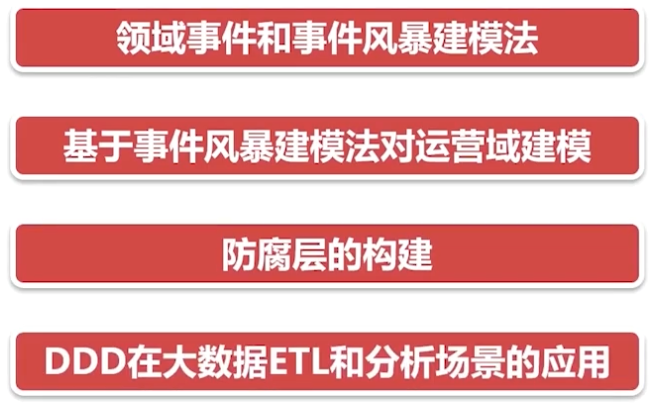 领域事件和事件风暴建模法
基于事件风暴建模法对运营域建模
防腐层的构建
DDD在大数据ETL和分析场景的应用